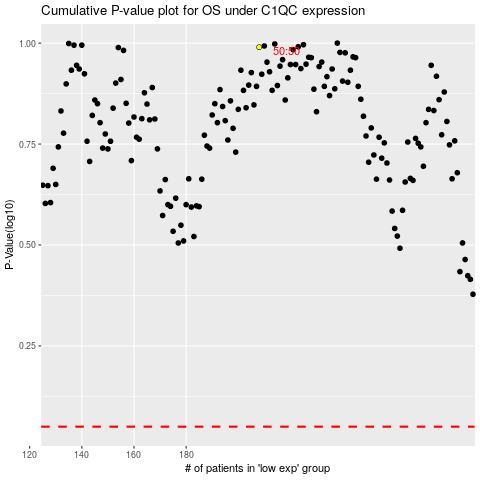 Cumulative P-value plot for OS under C1QC expression
1.00
50:50
0.75
P-Value(log10)
0.50
0.25
120 140 160 180
# of patients in 'low exp' group